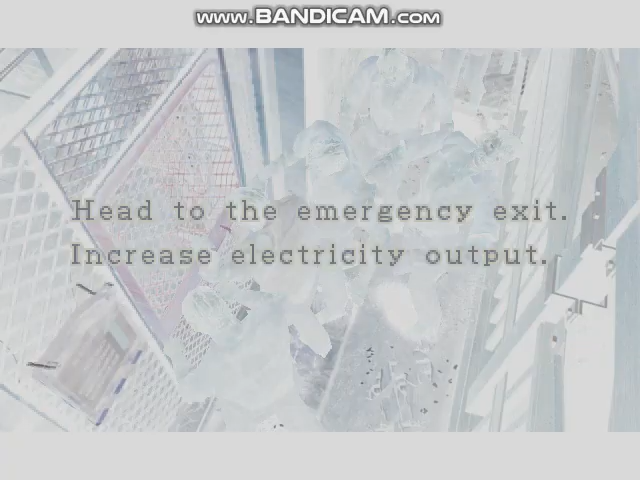 www.BANDICAM.com
Head to the emergency exit.
Increase electricity output.